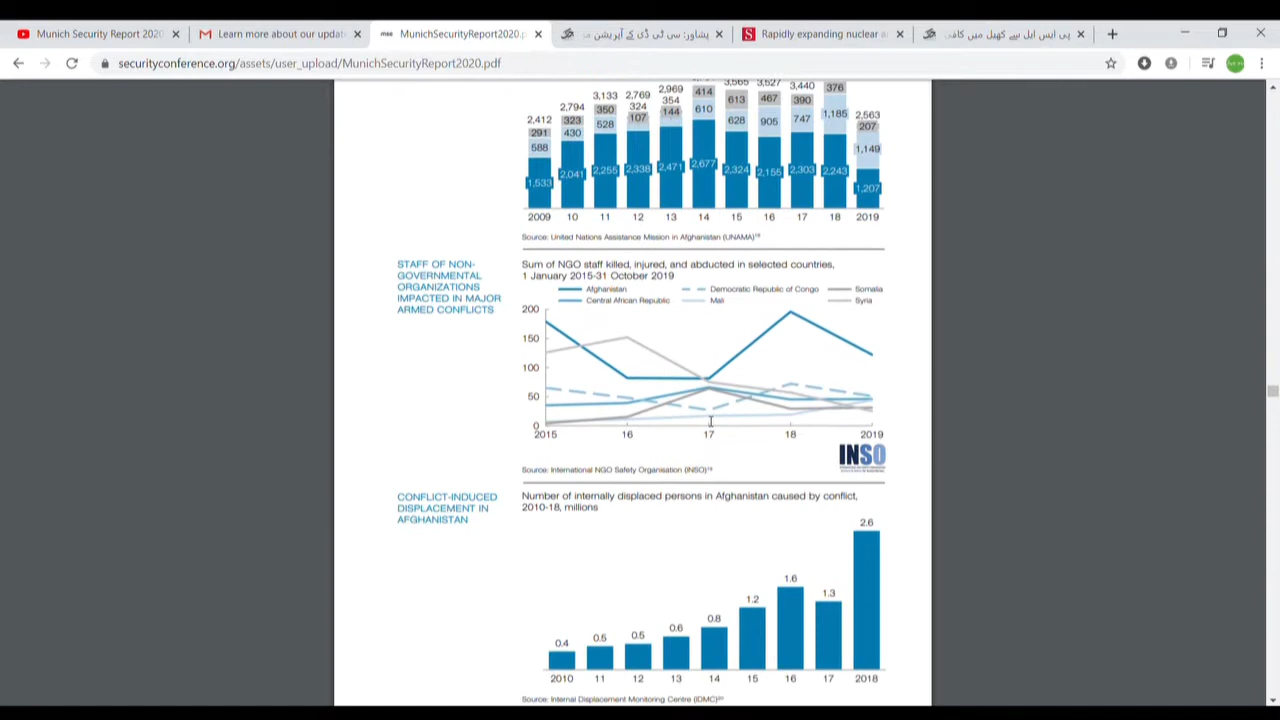 Munich Security Report 2020
Learn more about our updat
MunichSecurityReport2020.p
پشاور: سی ٹی ڈی کے آپریشن م
Rapidly expanding nuclear a
پی ایس ایل سے کھیل میں کافی
securityconference.org/assets/user_upload/MunichSecurityReport2020.pdf
3,565 3,527 3,440 376
3,133 2,769 2,969 414 613 467 390
2,794 350 324 354 610 1,185 2,563
2,412 323 528 107 144 628 905 747 207
291 430
588 1,149
1,533 2,041 2,255 2,338 2,471 2,677 2,324 2,155 2,303 2,243 1,207
2009 10 11 12 13 14 15 16 17 18 2019
Source: United Nations Assistance Mission in Afghanistan (UNAMA)
STAFF OF NON-
GOVERNMENTAL
ORGANIZATIONS
IMPACTED IN MAJOR
ARMED CONFLICTS
Sum of NGO staff killed, injured, and abducted in selected countries,
1 January 2015-31 October 2019
Afghanistan Democratic Republic of Congo Somalia
Central African Republic Mali Syria
200
150
100
50
0
2015 16 17 18 2019
INSO
Source: International NGO Safety Organisation (INSO)
CONFLICT-INDUCED
DISPLACEMENT IN
AFGHANISTAN
Number of internally displaced persons in Afghanistan caused by conflict,
2010-18, millions
0.4 0.5 0.5 0.6 0.8 1.2 1.6 1.3 2.6
2010 11 12 13 14 15 16 17 2018
Source: Internal Displacement Monitoring Centre (IDMC)